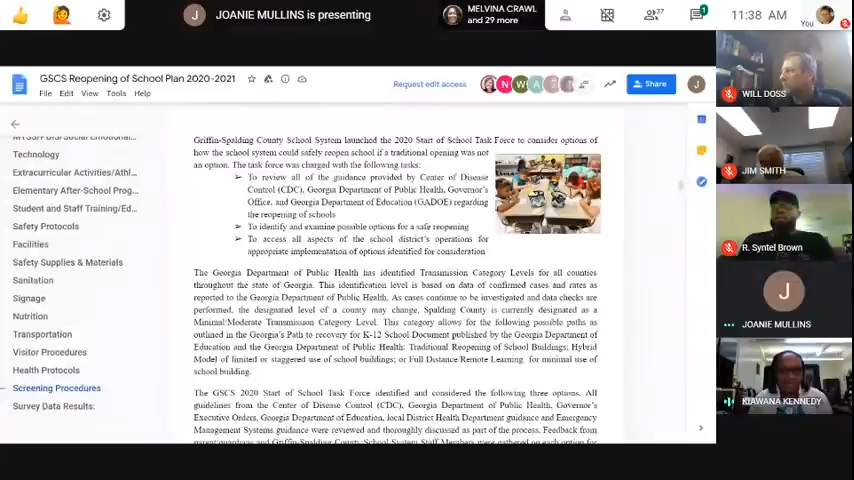 JOANIE MULLINS is presenting
J
MELVINA CRAWL
and 29 more
37
1
11:38 AM
You
GSCS Reopening of School Plan 2020-2021
File Edit View Tools Help
Request edit access
N W A
Share
J
Technology
Extracurricular Activities/Athl...
Elementary After-School Prog...
Student and Staff Training/Ed...
Safety Protocols
Facilities
Safety Supplies & Materials
Sanitation
Signage
Nutrition
Transportation
Visitor Procedures
Health Protocols
Screening Procedures
Survey Data Results:
Griffin-Spalding County School System launched the 2020 Start of School Task Force to consider options of
how the school system could safely reopen school if a traditional opening was not
an option. The task force was charged with the following tasks:
➢ To review all of the guidance provided by Center of Disease
Control (CDC), Georgia Department of Public Health, Governor's
Office, and Georgia Department of Education (GADOE) regarding
the reopening of schools
➢ To identify and examine possible options for a safe reopening
➢ To access all aspects of the school district's operations for
appropriate implementation of options identified for consideration
The Georgia Department of Public Health has identified Transmission Category Levels for all counties
throughout the state of Georgia. This identification level is based on data of confirmed cases and rates as
reported to the Georgia Department of Public Health. As cases continue to be investigated and data checks are
performed, the designated level of a county may change. Spalding County is currently designated as a
Minimal/Moderate Transmission Category Level. This category allows for the following possible paths as
outlined in the Georgia's Path to recovery for K-12 School Document published by the Georgia Department of
Education and the Georgia Department of Public Health: Traditional Reopening of School Buildings; Hybrid
Model of limited or staggered use of school buildings; or Full Distance/Remote Learning for minimal use of
school building.
The GSCS 2020 Start of School Task Force identified and considered the following three options. All
guidelines from the Center of Disease Control (CDC), Georgia Department of Public Health, Governor's
Executive Orders, Georgia Department of Education, local District Health Department guidance and Emergency
Management Systems guidance were reviewed and thoroughly discussed as part of the process. Feedback from
parent guardians and Griffin-Spalding County School System Staff Members were gathered on each option for
WILL DOSS
JIM SMITH
R. Syntel Brown
J
JOANIE MULLINS
KIAWANA KENNEDY